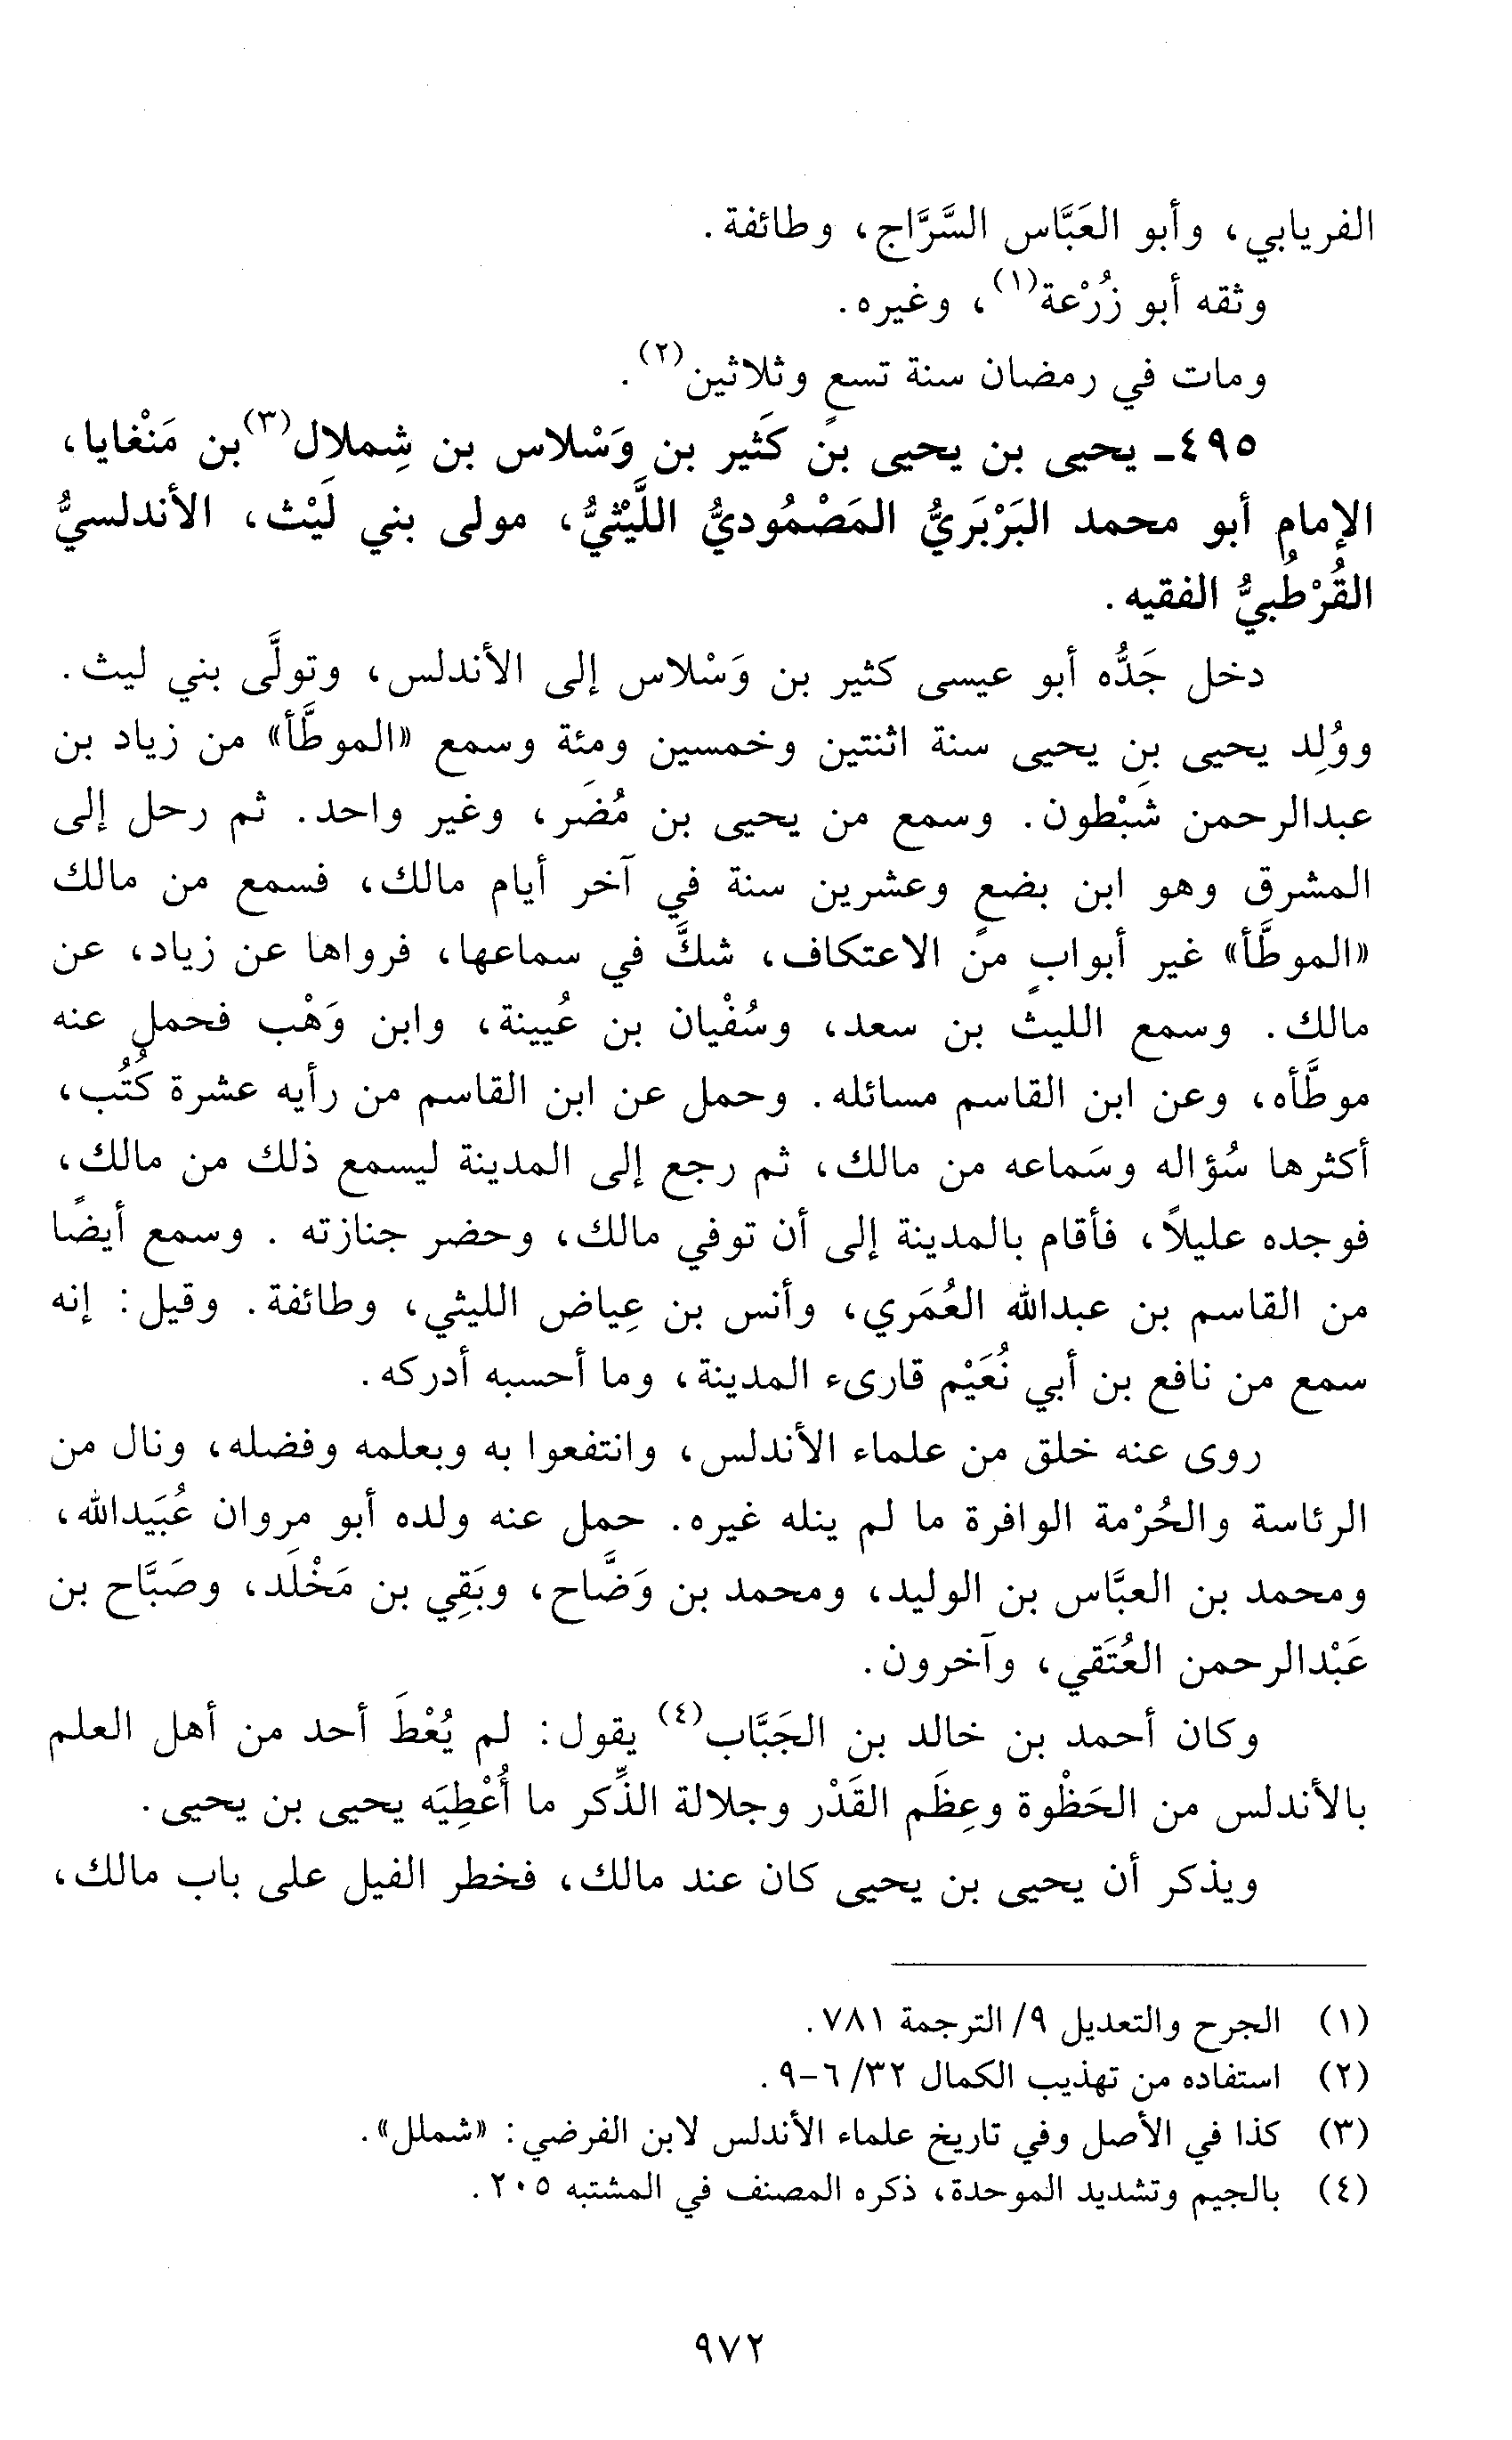 الفريابي، وأبو العَبَّاس السَّرَّاج، وطائفة.
وثقه أبو زُرْعة(١)، وغيره.
ومات في رمضان سنة تسعٍ وثلاثين(٢).
٤٩٥ـ يحيى بن يحيى بن كَثير بن وَسْلاس بن شِملال(٣)بن مَنْغايا،
الإمام أبو محمد البَرْبَريُّ المَصْمُوديُّ اللَّيْثيُّ، مولى بني لَيْث، الأندلسيُّ
القُرْطُبيُّ الفقيه.
دخل جَدُّه أبو عيسى كثير بن وَسْلاس إلى الأندلس، وتولَّى بني ليث.
ووُلِد يحيى بن يحيى سنة اثنتين وخمسين ومئة وسمع «الموطَّأ» من زياد بن
عبدالرحمن شَبْطون. وسمع من يحيى بن مُضَر، وغير واحد. ثم رحل إلى
المشرق وهو ابن بضعٍ وعشرين سنة في آخر أيام مالك، فسمع من مالك
«الموطَّأ» غير أبوابٍ من الاعتكاف، شكَّ في سماعها، فرواها عن زياد، عن
مالك. وسمع الليث بن سعد، وسُفْيان بن عُيينة، وابن وَهْب فحمل عنه
موطَّأه، وعن ابن القاسم مسائله. وحمل عن ابن القاسم من رأيه عشرة كُتُب،
أكثرها سُؤاله وسَماعه من مالك، ثم رجع إلى المدينة ليسمع ذلك من مالك،
فوجده عليلاً، فأقام بالمدينة إلى أن توفي مالك، وحضر جنازته . وسمع أيضًا
من القاسم بن عبدالله العُمَري، وأنس بن عِياض الليثي، وطائفة. وقيل: إنه
سمع من نافع بن أبي نُعَيْم قارىء المدينة، وما أحسبه أدركه.
روى عنه خلق من علماء الأندلس، وانتفعوا به وبعلمه وفضله، ونال من
الرئاسة والحُرْمة الوافرة ما لم ينله غيره. حمل عنه ولده أبو مروان عُبَيدالله،
ومحمد بن العبَّاس بن الوليد، ومحمد بن وَضَّاح، وبَقِي بن مَخْلَد، وصَبَّاح بن
عَبْدالرحمن العُتَقي، وآخرون.
وكان أحمد بن خالد بن الجَبَّاب(٤) يقول: لم يُعْطَ أحد من أهل العلم
بالأندلس من الحَظْوة وعِظَم القَدْر وجلالة الذِّكر ما أُعْطِيَه يحيى بن يحيى.
ويذكر أن يحيى بن يحيى كان عند مالك، فخطر الفيل على باب مالك،
(١) الجرح والتعديل ٩/ الترجمة ٧٨١.
(٢) استفاده من تهذيب الكمال ٣٢/ ٦-٩.
(٣) كذا في الأصل وفي تاريخ علماء الأندلس لابن الفرضي: «شملل».
(٤) بالجيم وتشديد الموحدة، ذكره المصنف في المشتبه ٢٠٥.
٩٧٢